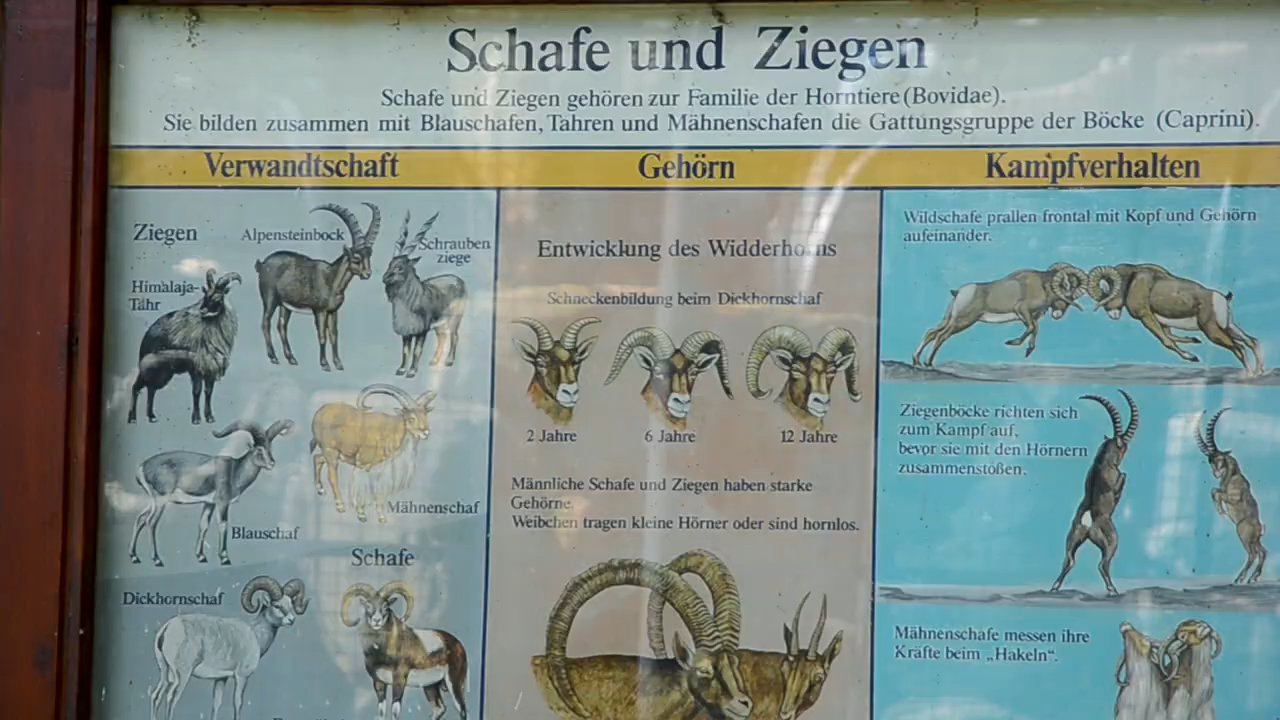 Schafe und Ziegen
Schafe und Ziegen gehören zur Familie der Horntiere (Bovidae).
Sie bilden zusammen mit Blauschafen, Tahren und Mähnenschafen die Gattungsgruppe der Böcke (Caprini).
Verwandtschaft
Ziegen
Alpensteinbock
Schrauben
ziege
Himalaja-
Tahr
Mähnenschaf
Blauschaf
Schafe
Dickhornschaf
Gehörn
Entwicklung des Widderhorns
Schneckenbildung beim Dickhornschaf
2 Jahre
6 Jahre
12 Jahre
Männliche Schafe und Ziegen haben starke
Gehörne.
Weibchen tragen kleine Hörner oder sind hornlos.
Kampfverhalten
Wildschafe prallen frontal mit Kopf und Gehörn
aufeinander.
Ziegenböcke richten sich
zum Kampf auf,
bevor sie mit den Hörnern
zusammenstoßen.
Mähnenschafe messen ihre
Kräfte beim „Hakeln“.